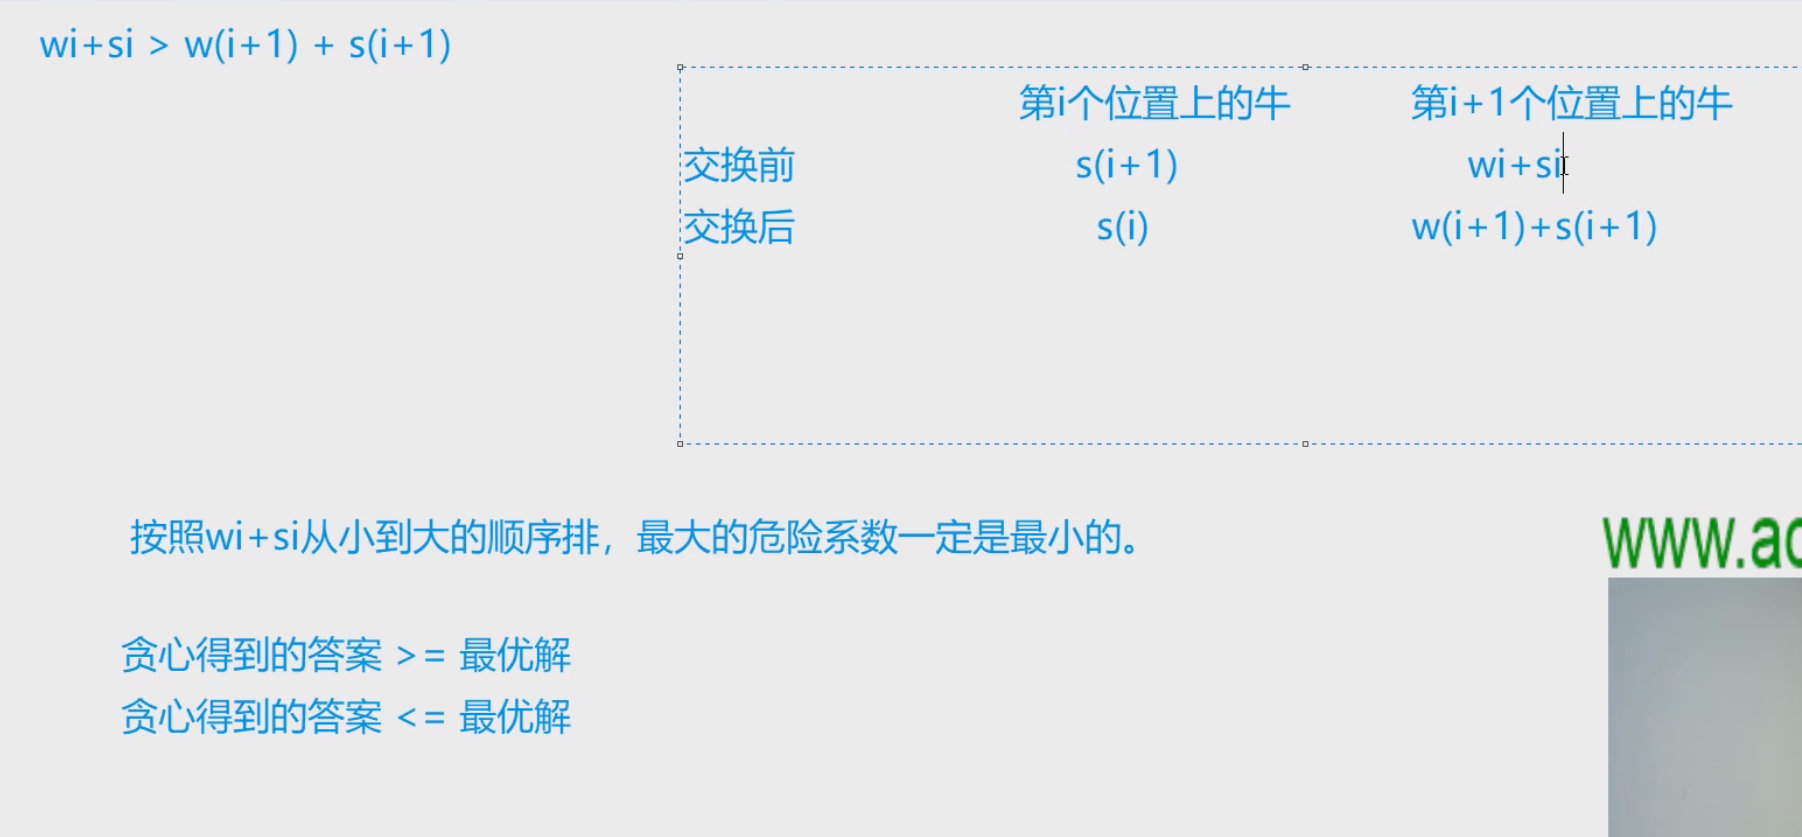 wi+si > w(i+1) + s(i+1)
第i个位置上的牛 第i+1个位置上的牛
交换前 s(i+1) wi+si
交换后 s(i) w(i+1)+s(i+1)
按照wi+si从小到大的顺序排，最大的危险系数一定是最小的。
www.ac
贪心得到的答案 >= 最优解
贪心得到的答案 <= 最优解